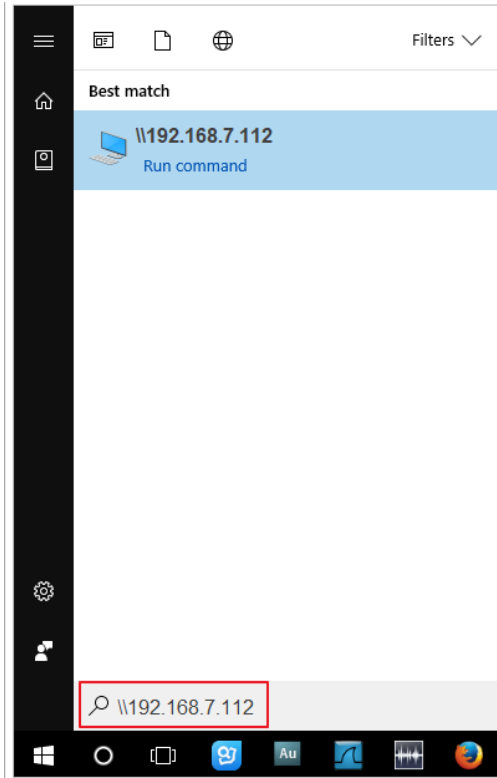 Filters
Best match
\\192.168.7.112
Run command
\\192.168.7.112
Au